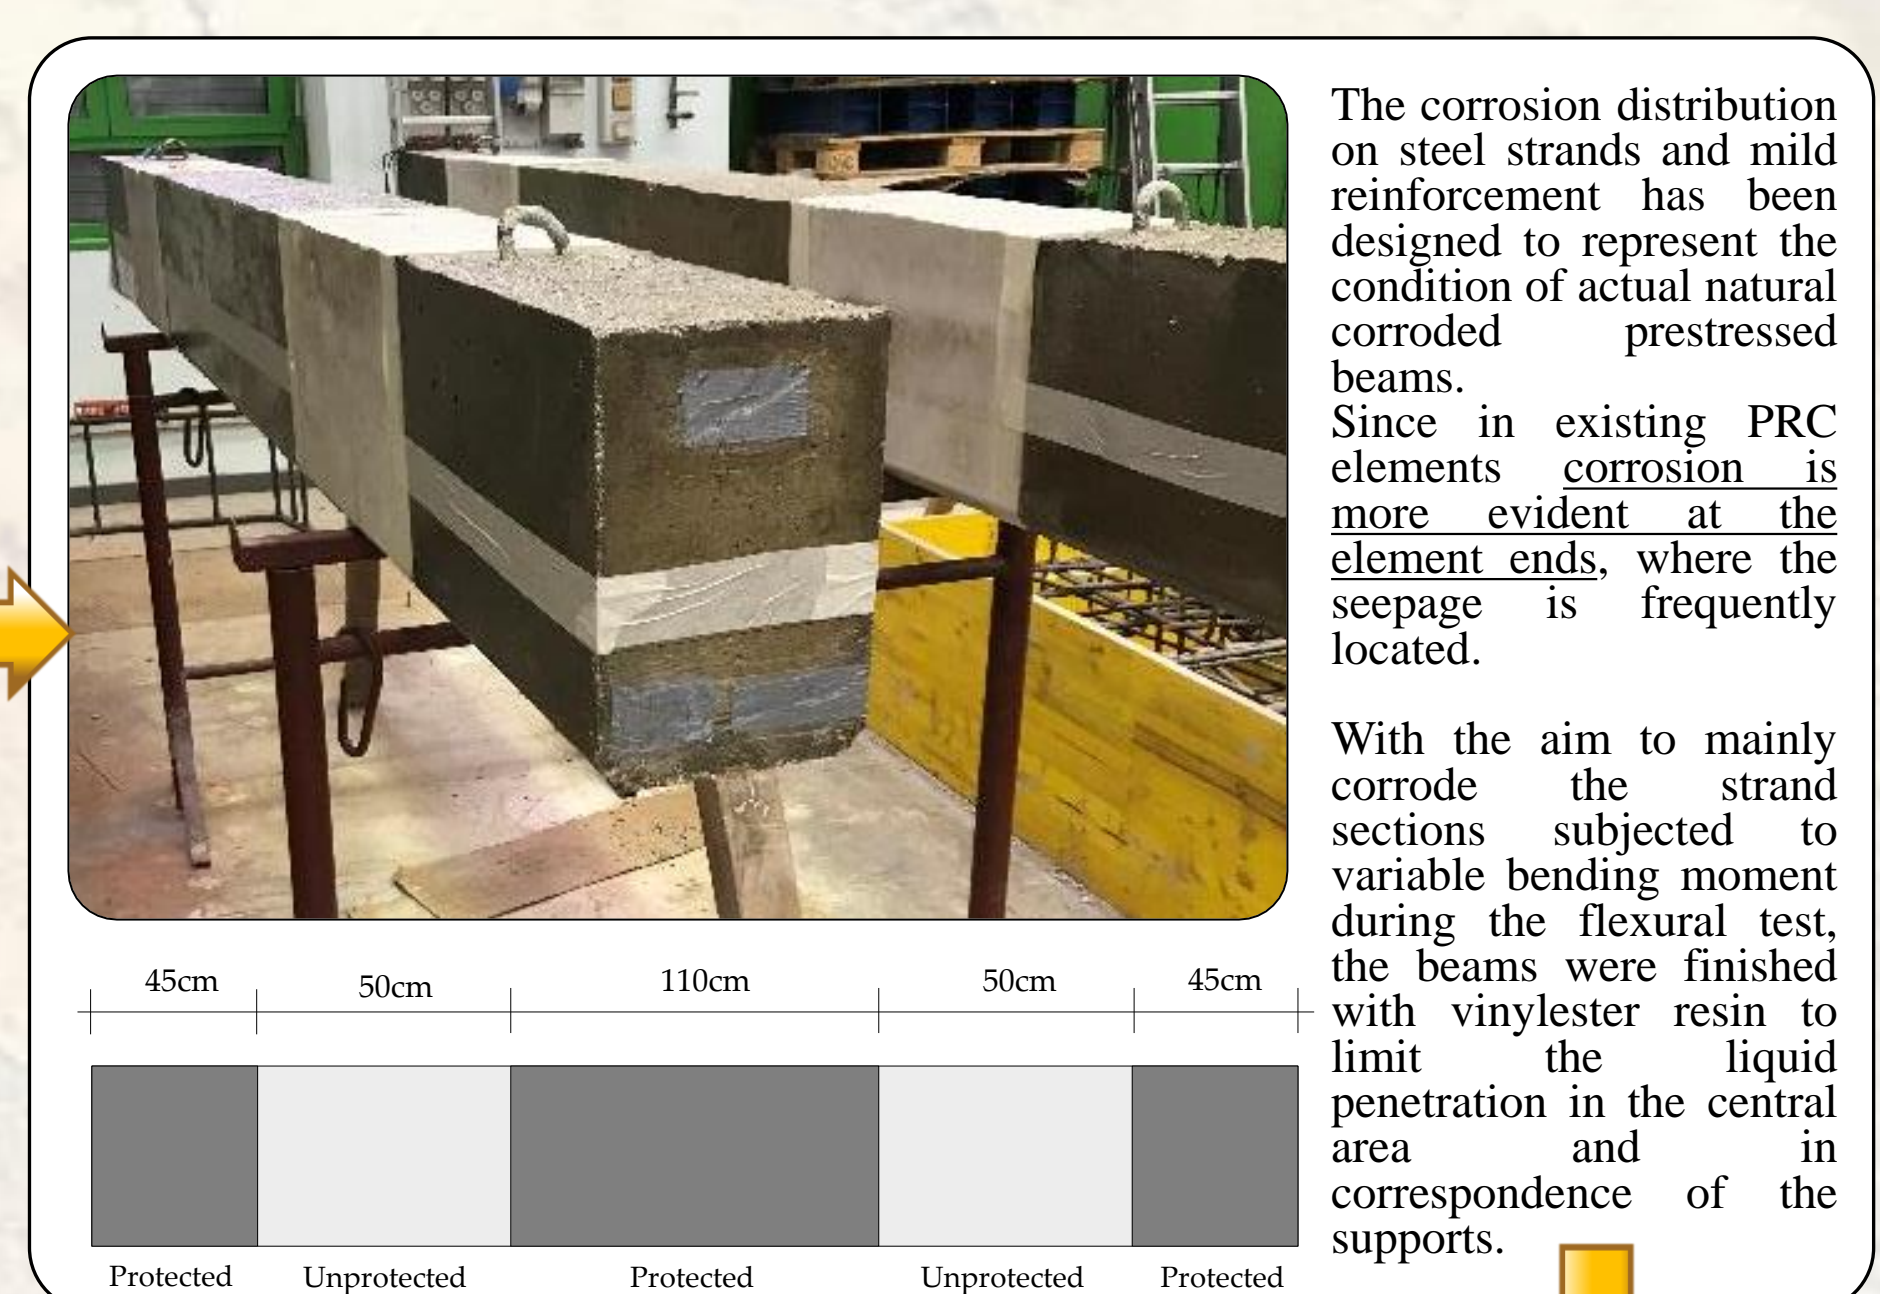 The corrosion distribution
on steel strands and mild
reinforcement has been
designed to represent the
condition of actual natural
corroded prestressed
beams.
Since in existing PRC
elements corrosion is
more evident at the
element ends, where the
seepage is frequently
located.
With the aim to mainly
corrode the strand
sections subjected to
variable bending moment
during the flexural test,
the beams were finished
with vinylester resin to
limit the liquid
penetration in the central
area and in
correspondence of the
supports.
45cm 50cm 110cm 50cm 45cm
Protected Unprotected Protected Unprotected Protected